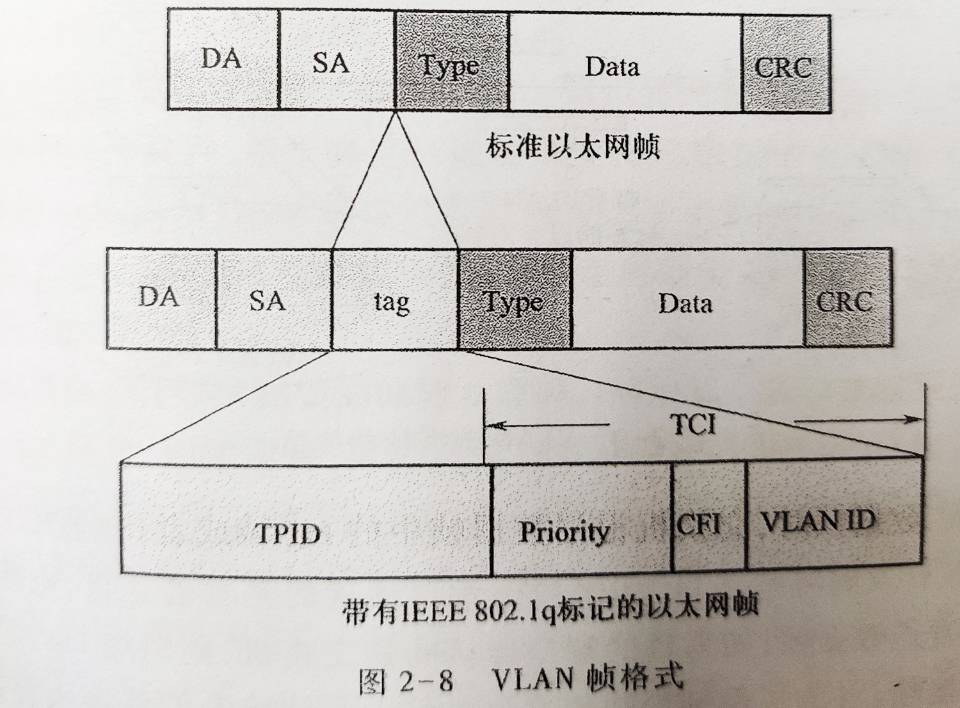 DA SA Type Data CRC
标准以太网帧
DA SA tag Type Data CRC
TCI
TPID Priority CFI VLAN ID
带有IEEE 802.1q标记的以太网帧
图 2-8 VLAN 帧格式